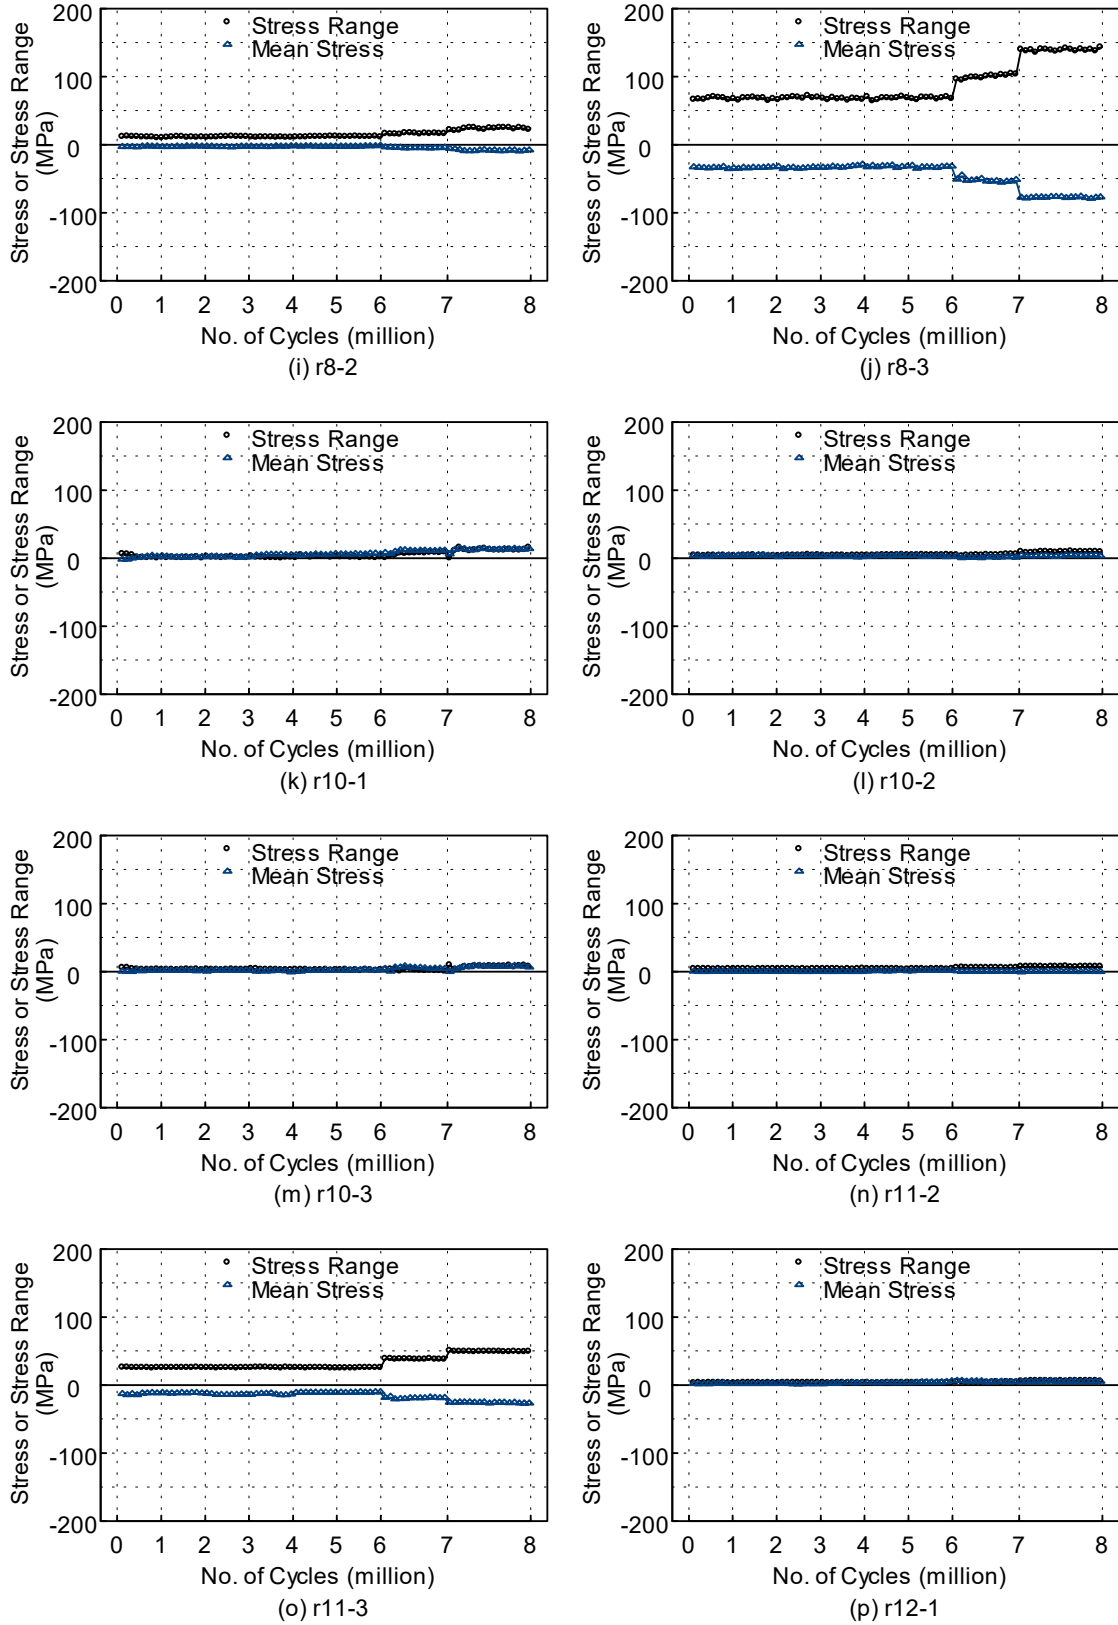 Stress or Stress Range
(MPa)
200
100
0
-100
-200
Stress Range
Mean Stress
0 1 2 3 4 5 6 7 8
No. of Cycles (million)
(i) r8-2
Stress or Stress Range
(MPa)
200
100
0
-100
-200
Stress Range
Mean Stress
0 1 2 3 4 5 6 7 8
No. of Cycles (million)
(j) r8-3
Stress or Stress Range
(MPa)
200
100
0
-100
-200
Stress Range
Mean Stress
0 1 2 3 4 5 6 7 8
No. of Cycles (million)
(k) r10-1
Stress or Stress Range
(MPa)
200
100
0
-100
-200
Stress Range
Mean Stress
0 1 2 3 4 5 6 7 8
No. of Cycles (million)
(l) r10-2
Stress or Stress Range
(MPa)
200
100
0
-100
-200
Stress Range
Mean Stress
0 1 2 3 4 5 6 7 8
No. of Cycles (million)
(m) r10-3
Stress or Stress Range
(MPa)
200
100
0
-100
-200
Stress Range
Mean Stress
0 1 2 3 4 5 6 7 8
No. of Cycles (million)
(n) r11-2
Stress or Stress Range
(MPa)
200
100
0
-100
-200
Stress Range
Mean Stress
0 1 2 3 4 5 6 7 8
No. of Cycles (million)
(o) r11-3
Stress or Stress Range
(MPa)
200
100
0
-100
-200
Stress Range
Mean Stress
0 1 2 3 4 5 6 7 8
No. of Cycles (million)
(p) r12-1